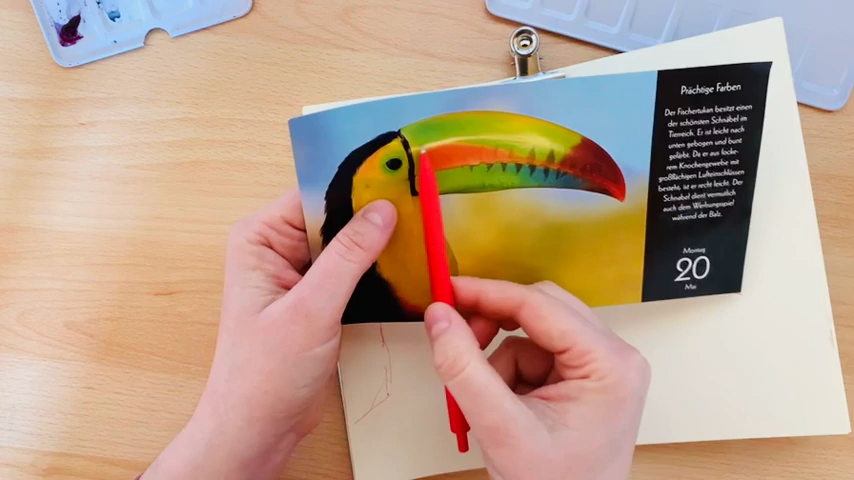 Prächtige Farben
Der Fischertukan besitzt einen
der schönsten Schnäbel im
Tierreich. Er ist leicht nach
unten gebogen und bunt
gefärbt. Da er aus locke-
rem Knochengewebe mit
großflächigen Lufteinschlüssen
besteht, ist er recht leicht. Der
Schnabel dient vermutlich
auch dem Werbungsspiel
während der Balz.
Montag
20
Mai